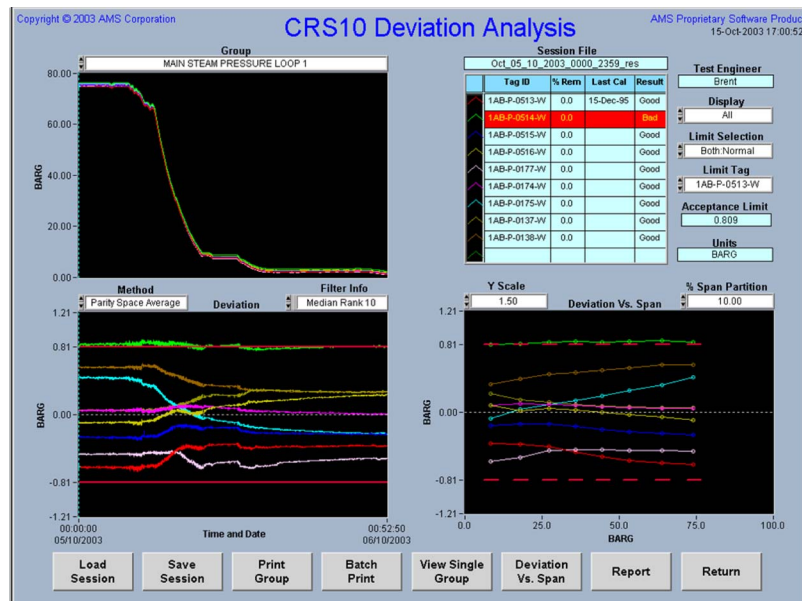 Copyright © 2003 AMS Corporation
CRS10 Deviation Analysis
AMS Proprietary Software Produc
15-Oct-2003 17:00:52
Group
MAIN STEAM PRESSURE LOOP 1
Session File
Oct_05_10_2003_0000_2359_res
Test Engineer
Brent
Display
All
Limit Selection
Both:Normal
Limit Tag
1AB-P-0513-W
Acceptance Limit
0.809
Units
BARG
Tag ID % Rem Last Cal Result
1AB-P-0513-W 0.0 15-Dec-95 Good
1AB-P-0514-W 0.0 Bad
1AB-P-0515-W 0.0 Good
1AB-P-0516-W 0.0 Good
1AB-P-0177-W 0.0 Good
1AB-P-0174-W 0.0 Good
1AB-P-0175-W 0.0 Good
1AB-P-0137-W 0.0 Good
1AB-P-0138-W 0.0 Good
80.00
60.00
40.00
20.00
0.00
BARG
Method
Parity Space Average
Deviation
Filter Info
Median Rank 10
1.21
0.81
0.00
-0.81
-1.21
BARG
00:00:00
05/10/2003
Time and Date
00:52:50
06/10/2003
Y Scale
1.50
Deviation Vs. Span
% Span Partition
10.00
1.21
0.81
0.00
-0.81
-1.21
BARG
0.0 25.0 50.0 75.0 100.0
BARG
Load Session
Save Session
Print Group
Batch Print
View Single Group
Deviation Vs. Span
Report
Return